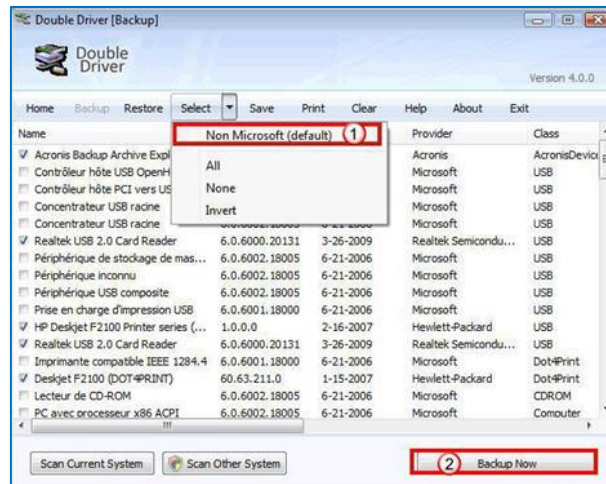 Double Driver [Backup]
Double
Driver
Version 4.0.0
Home Backup Restore Select Save Print Clear Help About Exit
Name Provider Class
Non Microsoft (default) 1
All
None
Invert
Acronis Backup Archive Expl Acronis AcronisDevice
Contrôleur hôte USB OpenH Microsoft USB
Contrôleur hôte PCI vers US Microsoft USB
Concentrateur USB racine Microsoft USB
Concentrateur USB racine 6.0.6002.18005 6-21-2006 Microsoft USB
Realtek USB 2.0 Card Reader 6.0.6000.20131 3-26-2009 Realtek Semicondu... USB
Périphérique de stockage de mas... 6.0.6002.18005 6-21-2006 Microsoft USB
Périphérique inconnu 6.0.6002.18005 6-21-2006 Microsoft USB
Périphérique USB composite 6.0.6002.18005 6-21-2006 Microsoft USB
Prise en charge d'impression USB 6.0.6001.18000 6-21-2006 Microsoft USB
HP Deskjet F2100 Printer series (... 1.0.0.0 2-16-2007 Hewlett-Packard USB
Realtek USB 2.0 Card Reader 6.0.6000.20131 3-26-2009 Realtek Semicondu... USB
Imprimante compatible IEEE 1284.4 6.0.6001.18000 6-21-2006 Microsoft Dot4Print
Deskjet F2100 (DOT4PRINT) 60.63.211.0 1-15-2007 Hewlett-Packard Dot4Print
Lecteur de CD-ROM 6.0.6002.18005 6-21-2006 Microsoft CDROM
PC avec processeur x86 ACPI 6.0.6002.18005 6-21-2006 Microsoft Computer
Scan Current System Scan Other System 2 Backup Now